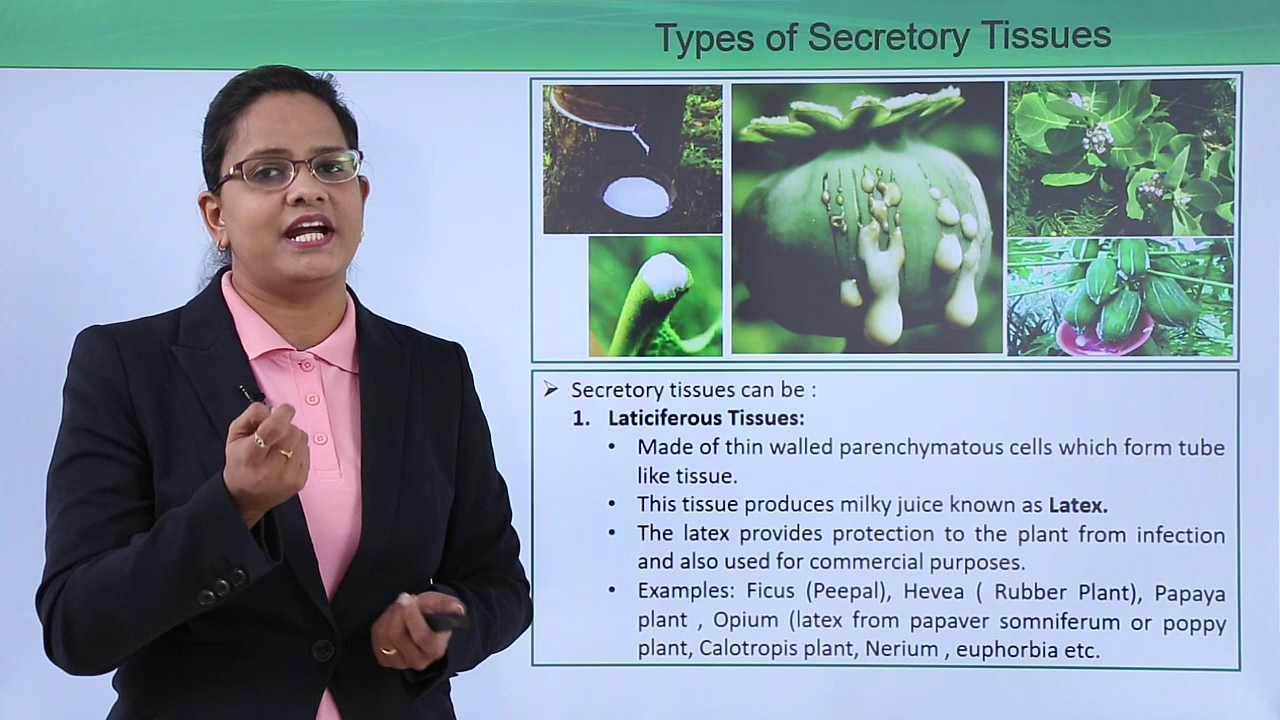 Types of Secretory Tissues
➢ Secretory tissues can be :
1. Laticiferous Tissues:
• Made of thin walled parenchymatous cells which form tube
like tissue.
• This tissue produces milky juice known as Latex.
• The latex provides protection to the plant from infection
and also used for commercial purposes.
• Examples: Ficus (Peepal), Hevea ( Rubber Plant), Papaya
plant , Opium (latex from papaver somniferum or poppy
plant, Calotropis plant, Nerium , euphorbia etc.